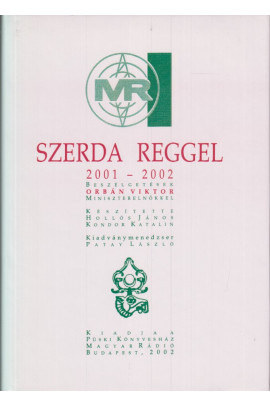 MR
SZERDA REGGEL
2001 – 2002
BESZÉLGETÉSEK
ORBÁN VIKTOR
MINISZTERELNÖKKEL
KÉSZÍTETTE
HOLLÓS JÁNOS
KONDOR KATALIN
Kiadványmenedzser
PATAY LÁSZLÓ
KIADJA A
PÜSKI KÖNYVESHÁZ
MAGYAR RÁDIÓ
BUDAPEST, 2002